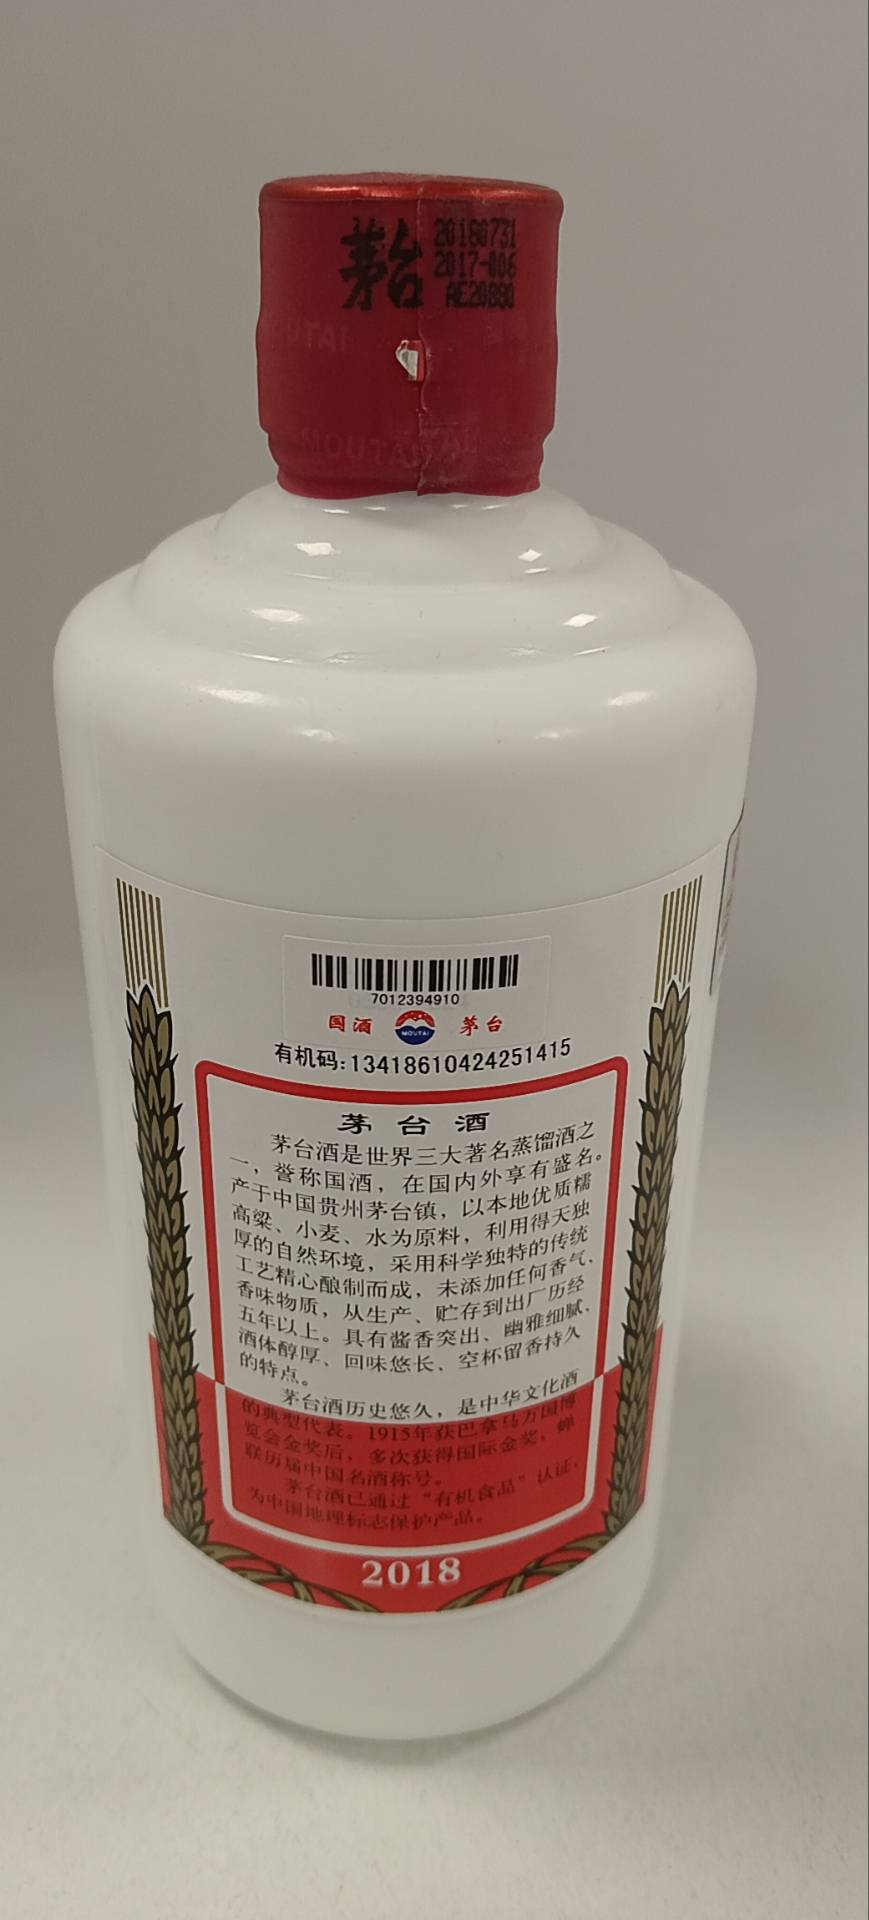 茅台
20180731
2017-006
AE20880
MOUTAI
MOUTAI
7012394910
国酒 MOUTAI 茅台
有机码:13418610424251415
茅台酒
茅台酒是世界三大著名蒸馏酒之
一，誉称国酒，在国内外享有盛名。
产于中国贵州茅台镇，以本地优质糯
高粱、小麦、水为原料，利用得天独
厚的自然环境，采用科学独特的传统
工艺精心酿制而成，未添加任何香气、
香味物质，从生产、贮存到出厂历经
五年以上。具有酱香突出、幽雅细腻、
酒体醇厚、回味悠长、空杯留香持久
的特点。
茅台酒历史悠久，是中华文化酒
的典型代表。1915年获巴拿马万国博
览会金奖后，多次获得国际金奖，蝉
联历届中国名酒称号。
茅台酒已通过“有机食品”认证，
为中国地理标志保护产品。
2018